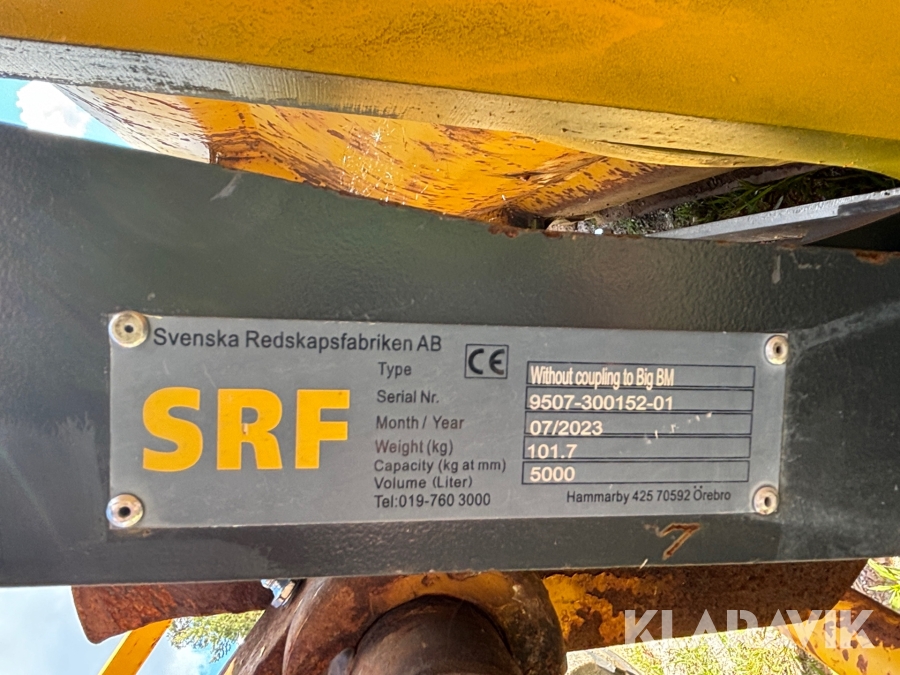 Svenska Redskapsfabriken AB
CE
SRF
Type Without coupling to Big BM
Serial Nr. 9507-300152-01
Month / Year 07/2023
Weight (kg) 101.7
Capacity (kg at mm) 5000
Volume (Liter)
Tel:019-760 3000 Hammarby 425 70592 Örebro
7
KLARAVIK